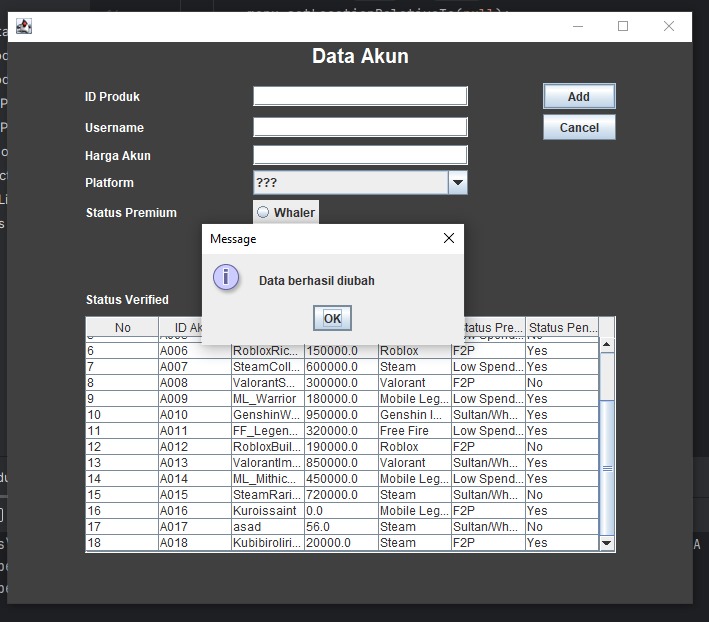 menu.setLocationRelativeTo(null);
Data Akun
ID Produk
Add
Username
Cancel
Harga Akun
Platform ???
Status Premium Whaler
Message
Data berhasil diubah
OK
Status Verified
No ID Ak tatus Pre... Status Pen...
6 A006 RobloxRic... 150000.0 Roblox F2P Yes
7 A007 SteamColl... 600000.0 Steam Low Spend... Yes
8 A008 ValorantS... 300000.0 Valorant F2P No
9 A009 ML_Warrior 180000.0 Mobile Leg... Low Spend... Yes
10 A010 GenshinW... 950000.0 Genshin I... Sultan/Wh... Yes
11 A011 FF_Legen... 320000.0 Free Fire Low Spend... Yes
12 A012 RobloxBuil... 190000.0 Roblox F2P No
13 A013 ValorantIm... 850000.0 Valorant Sultan/Wh... Yes
14 A014 ML_Mithic... 450000.0 Mobile Leg... Low Spend... Yes
15 A015 SteamRari... 720000.0 Steam Sultan/Wh... No
16 A016 Kuroissaint 0.0 Mobile Leg... F2P Yes
17 A017 asad 56.0 Steam Sultan/Wh... No
18 A018 Kubibiroliri... 20000.0 Steam F2P Yes